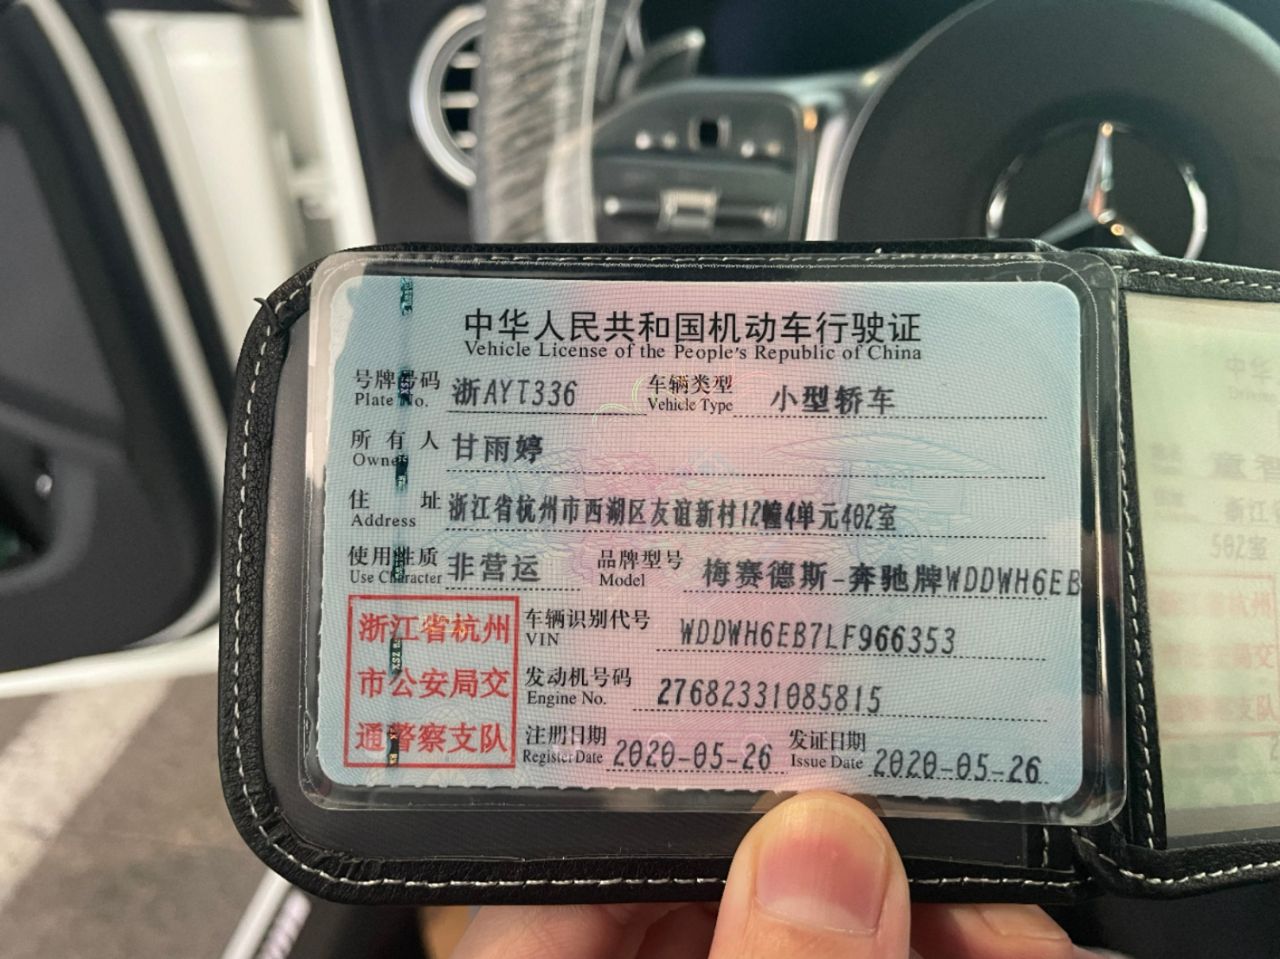 中华人民共和国机动车行驶证
Vehicle License of the People's Republic of China
号牌号码 浙AYT336 车辆类型 小型轿车
Plate No. Vehicle Type
所有人 甘雨婷
Owner
住址 浙江省杭州市西湖区友谊新村12幢4单元402室
Address
使用性质 非营运 品牌型号 梅赛德斯-奔驰牌WDDWH6EB
Use Character Model
浙江省杭州
市公安局交
通警察支队
车辆识别代号 WDDWH6EB7LF966353
VIN
发动机号码 27682331085815
Engine No.
注册日期 2020-05-26 发证日期 2020-05-26
Register Date Issue Date
502室